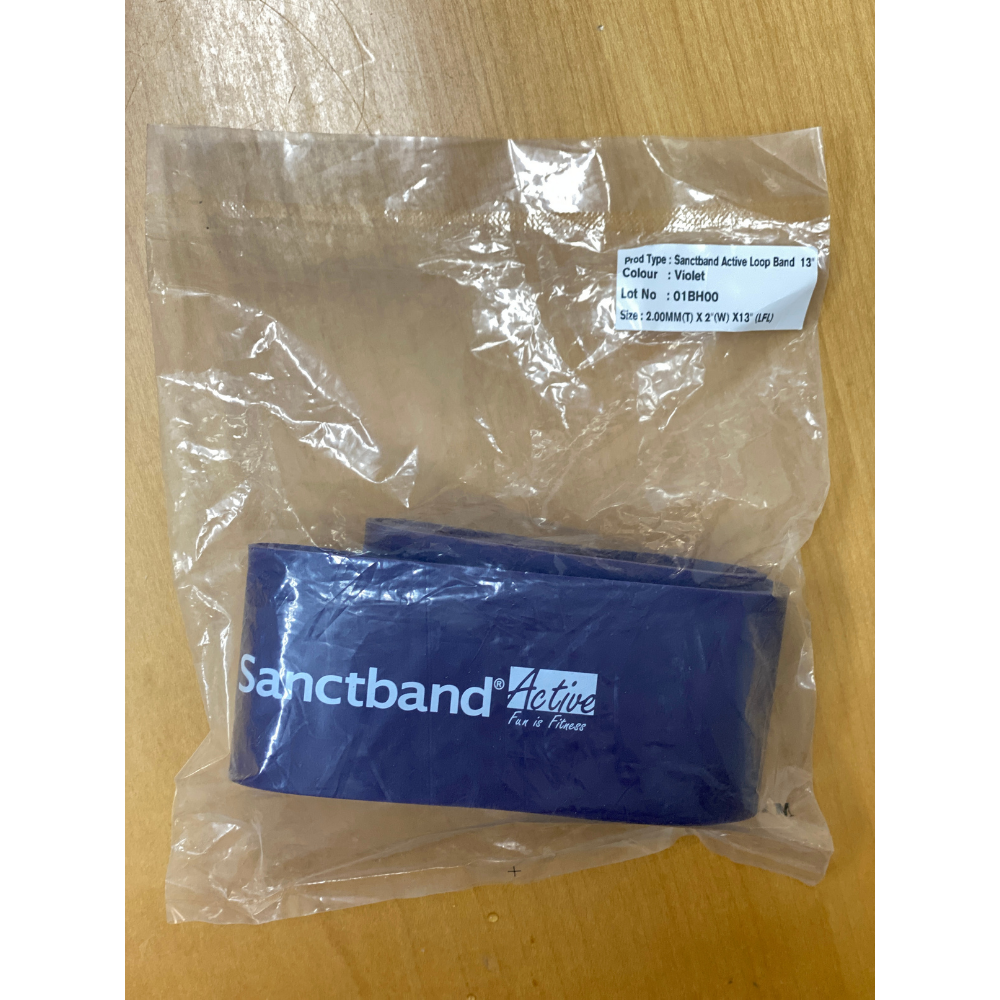 Prod Type : Sanctband Active Loop Band 13"
Colour : Violet
Lot No : 01BH00
Size : 2.00MM(T) X 2"(W) X13" (LFL)
Sanctband® Active
Fun is Fitness